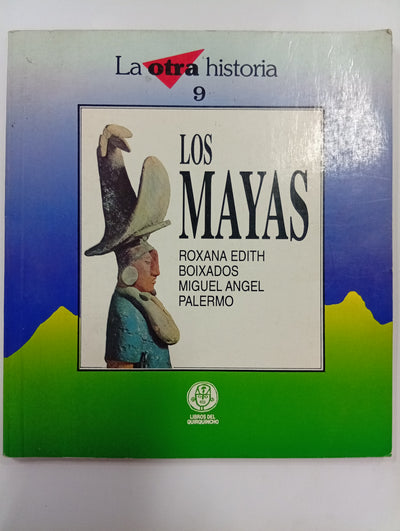 La otra historia
9
LOS
MAYAS
ROXANA EDITH
BOIXADOS
MIGUEL ANGEL
PALERMO
LIBROS DEL
QUIRQUINCHO